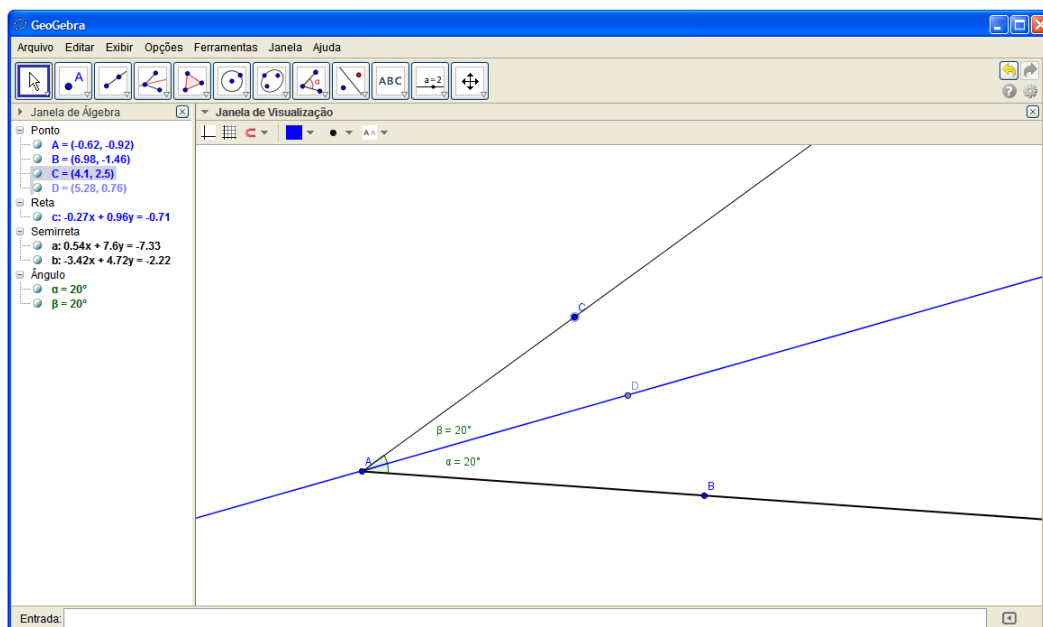 GeoGebra
Arquivo Editar Exibir Opções Ferramentas Janela Ajuda
A ABC a=2
Janela de Álgebra
Janela de Visualização
AA
Ponto
A = (-0.62, -0.92)
B = (6.98, -1.46)
C = (4.1, 2.5)
D = (5.28, 0.76)
Reta
c: -0.27x + 0.96y = -0.71
Semirreta
a: 0.54x + 7.6y = -7.33
b: -3.42x + 4.72y = -2.22
Ângulo
α = 20°
β = 20°
C
D
β = 20°
A
α = 20°
B
Entrada: